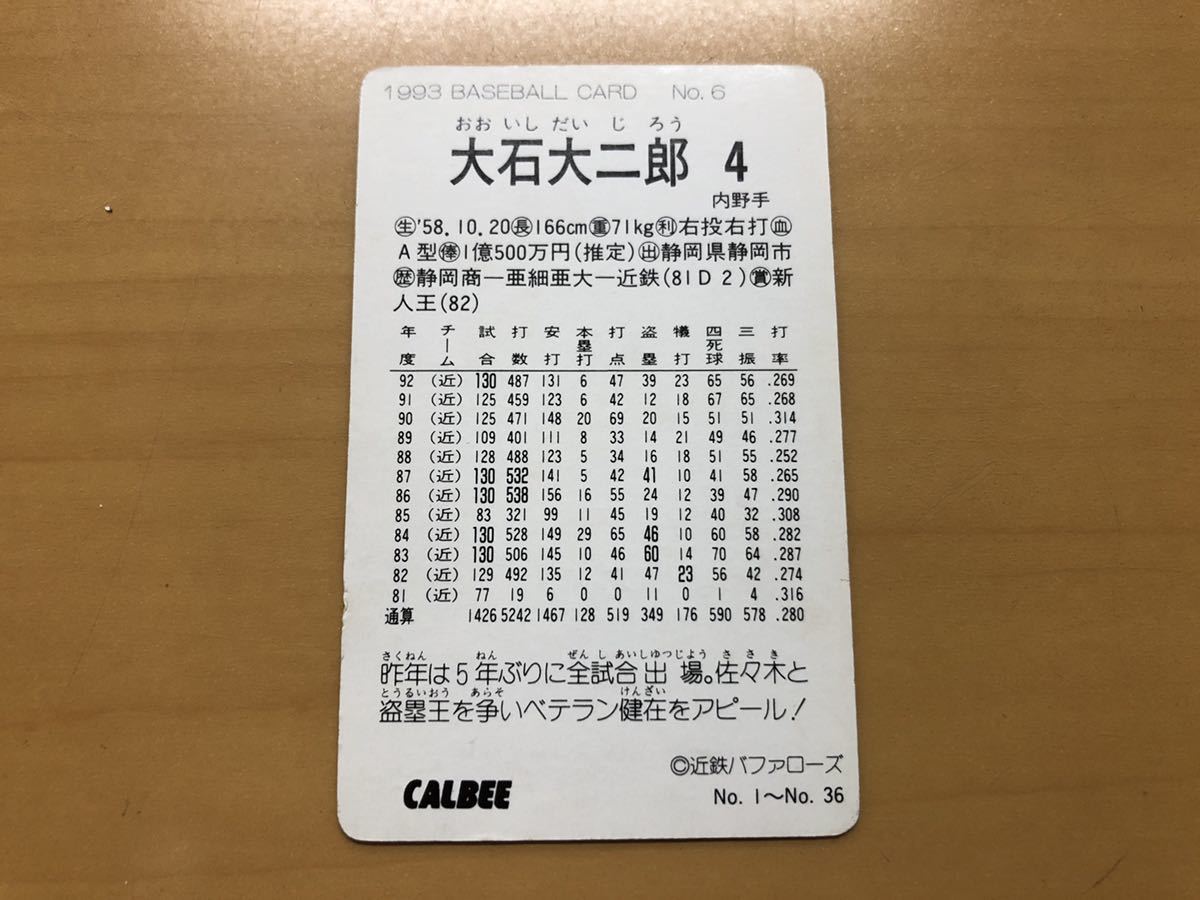 1993 BASEBALL CARD No. 6
おおいしだいじろう
大石大二郎 4
内野手
生'58.10.20長166cm重71kg利右投右打血
A型俸1億500万円(推定)出静岡県静岡市
歴静岡商―亜細亜大―近鉄(81D2)賞新
人王(82)
年度 チーム 試合 打数 安打 本塁打 打点 盗塁 犠打 四死球 三振 打率
92 (近) 130 487 131 6 47 39 23 65 56 .269
91 (近) 125 459 123 6 42 12 18 67 65 .268
90 (近) 125 471 148 20 69 20 15 51 51 .314
89 (近) 109 401 111 8 33 14 21 49 46 .277
88 (近) 128 488 123 5 34 16 18 51 55 .252
87 (近) 130 532 141 5 42 41 10 41 58 .265
86 (近) 130 538 156 16 55 24 12 39 47 .290
85 (近) 83 321 99 11 45 19 12 40 32 .308
84 (近) 130 528 149 29 65 46 10 60 58 .282
83 (近) 130 506 145 10 46 60 14 70 64 .287
82 (近) 129 492 135 12 41 47 23 56 42 .274
81 (近) 77 19 6 0 0 11 0 1 4 .316
通算 1426 5242 1467 128 519 349 176 590 578 .280
さくねん ねん ぜんしあいしゆつじよう ささき
昨年は5年ぶりに全試合出場。佐々木と
とうるいおう あらそ けんざい
盗塁王を争いベテラン健在をアピール!
©近鉄バファローズ
CALBEE
No. 1〜No. 36